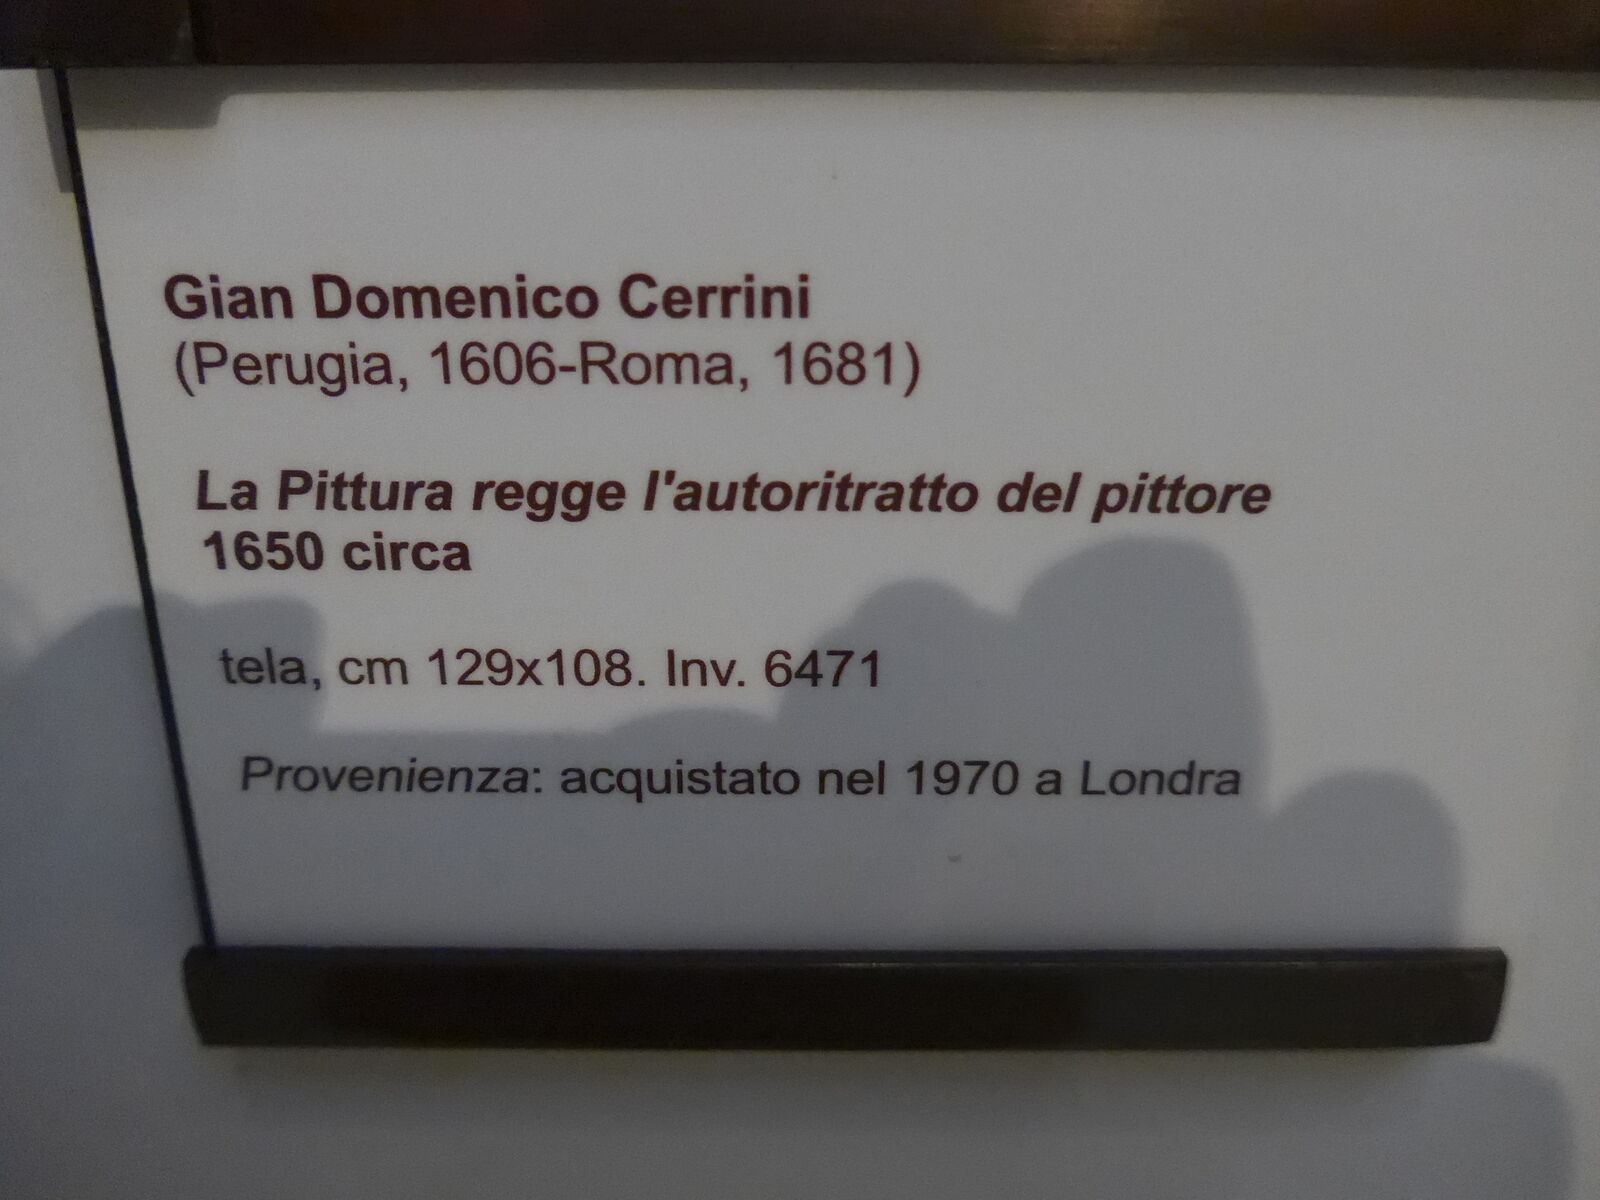 Gian Domenico Cerrini
(Perugia, 1606-Roma, 1681)
La Pittura regge l'autoritratto del pittore
1650 circa
tela, cm 129x108. Inv. 6471
Provenienza: acquistato nel 1970 a Londra